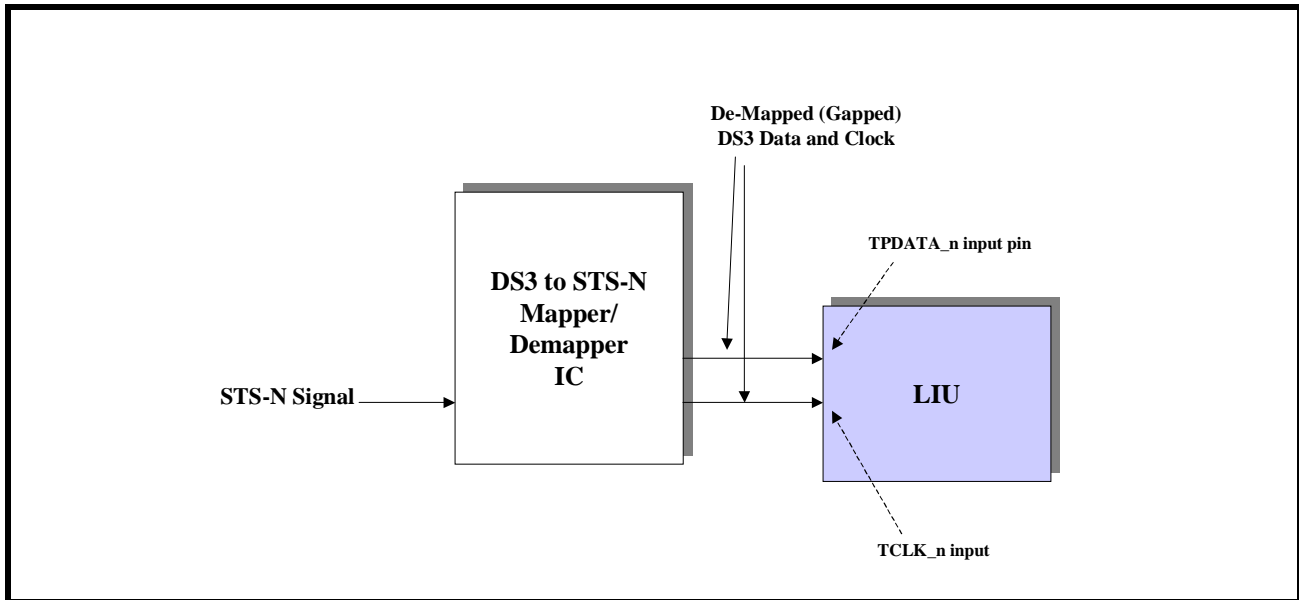 De-Mapped (Gapped)
DS3 Data and Clock
TPDATA_n input pin
DS3 to STS-N
Mapper/
Demapper
IC
STS-N Signal
LIU
TCLK_n input